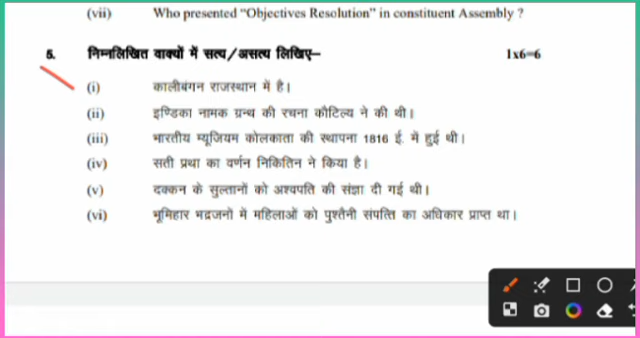 (vii) Who presented "Objectives Resolution" in constituent Assembly ?
5. निम्नलिखित वाक्यों में सत्य/असत्य लिखिए— 1x6=6
(i) कालीबंगन राजस्थान में है।
(ii) इण्डिका नामक ग्रन्थ की रचना कौटिल्य ने की थी।
(iii) भारतीय म्यूजियम कोलकाता की स्थापना 1816 ई. में हुई थी।
(iv) सती प्रथा का वर्णन निकितिन ने किया है।
(v) दक्कन के सुल्तानों को अश्वपति की संज्ञा दी गई थी।
(vi) भूमिहार भद्रजनों में महिलाओं को पुश्तैनी संपत्ति का अधिकार प्राप्त था।